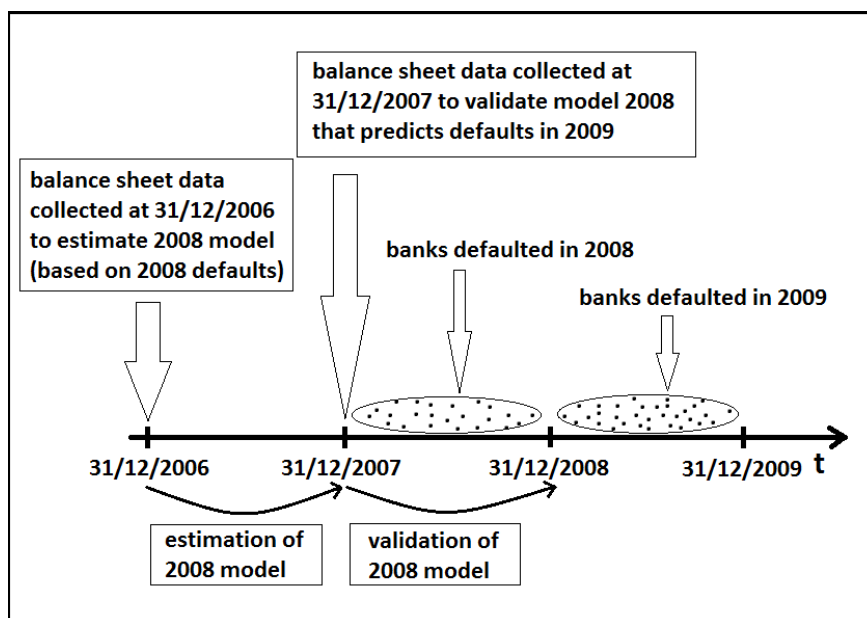 balance sheet data collected at
31/12/2007 to validate model 2008
that predicts defaults in 2009
balance sheet data
collected at 31/12/2006
to estimate 2008 model
(based on 2008 defaults)
banks defaulted in 2008
banks defaulted in 2009
31/12/2006
31/12/2007
31/12/2008
31/12/2009
t
estimation of
2008 model
validation of
2008 model